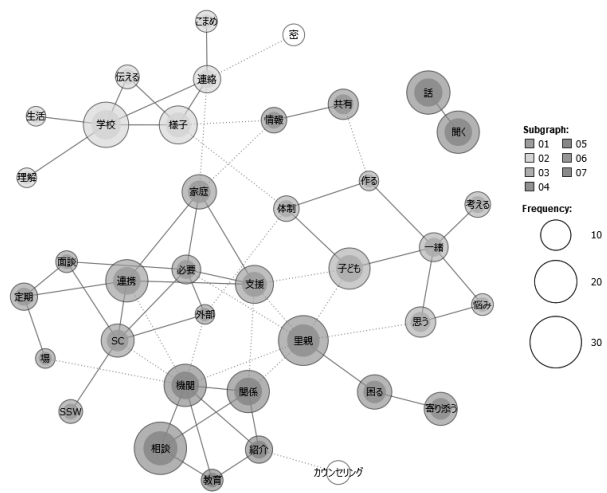 こまめ
密
伝える
連絡
話
生活
学校
様子
情報
共有
聞く
理解
家庭
体制
作る
考える
面談
定期
連携
必要
支援
子ども
一緒
外部
悩み
思う
SC
里親
場
SSW
機関
関係
困る
寄り添う
相談
紹介
教育
カウンセリング
Subgraph:
01 05
02 06
03 07
04
Frequency:
10
20
30